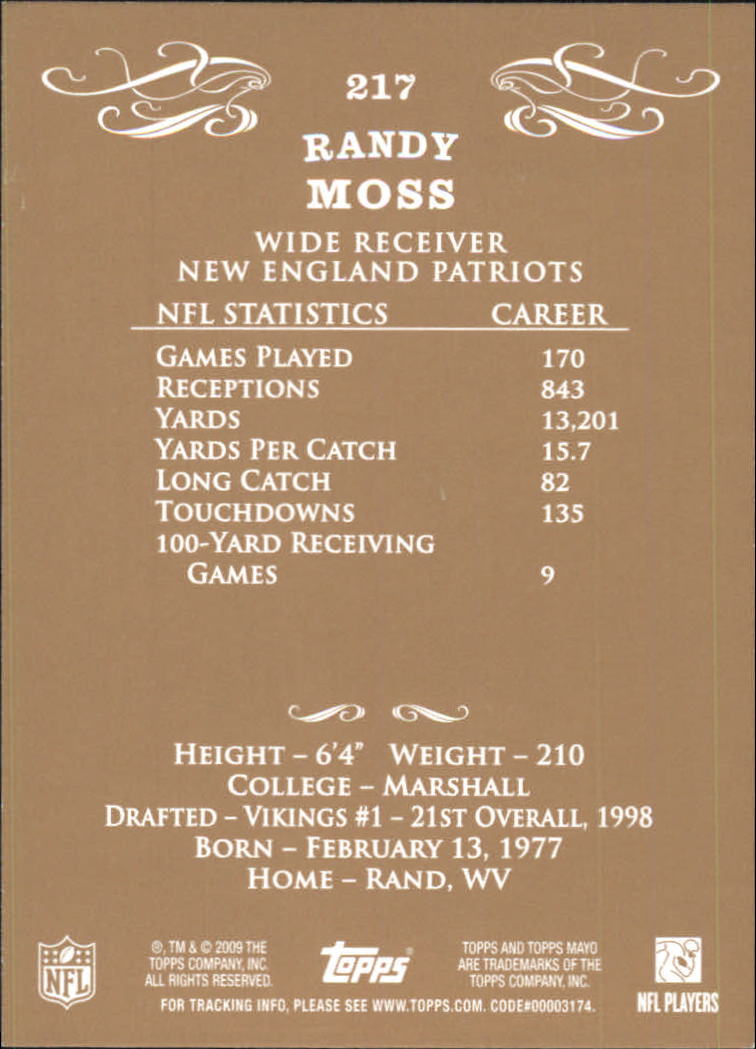 217
RANDY
MOSS
WIDE RECEIVER
NEW ENGLAND PATRIOTS
NFL STATISTICS CAREER
GAMES PLAYED 170
RECEPTIONS 843
YARDS 13,201
YARDS PER CATCH 15.7
LONG CATCH 82
TOUCHDOWNS 135
100-YARD RECEIVING
GAMES 9
HEIGHT – 6'4" WEIGHT – 210
COLLEGE – MARSHALL
DRAFTED – VIKINGS #1 – 21ST OVERALL, 1998
BORN – FEBRUARY 13, 1977
HOME – RAND, WV
NFL
®, TM & © 2009 THE
TOPPS COMPANY, INC.
ALL RIGHTS RESERVED.
Topps®
TOPPS AND TOPPS MAYO
ARE TRADEMARKS OF THE
TOPPS COMPANY, INC.
NFL PLAYERS
FOR TRACKING INFO, PLEASE SEE WWW.TOPPS.COM. CODE#00003174.